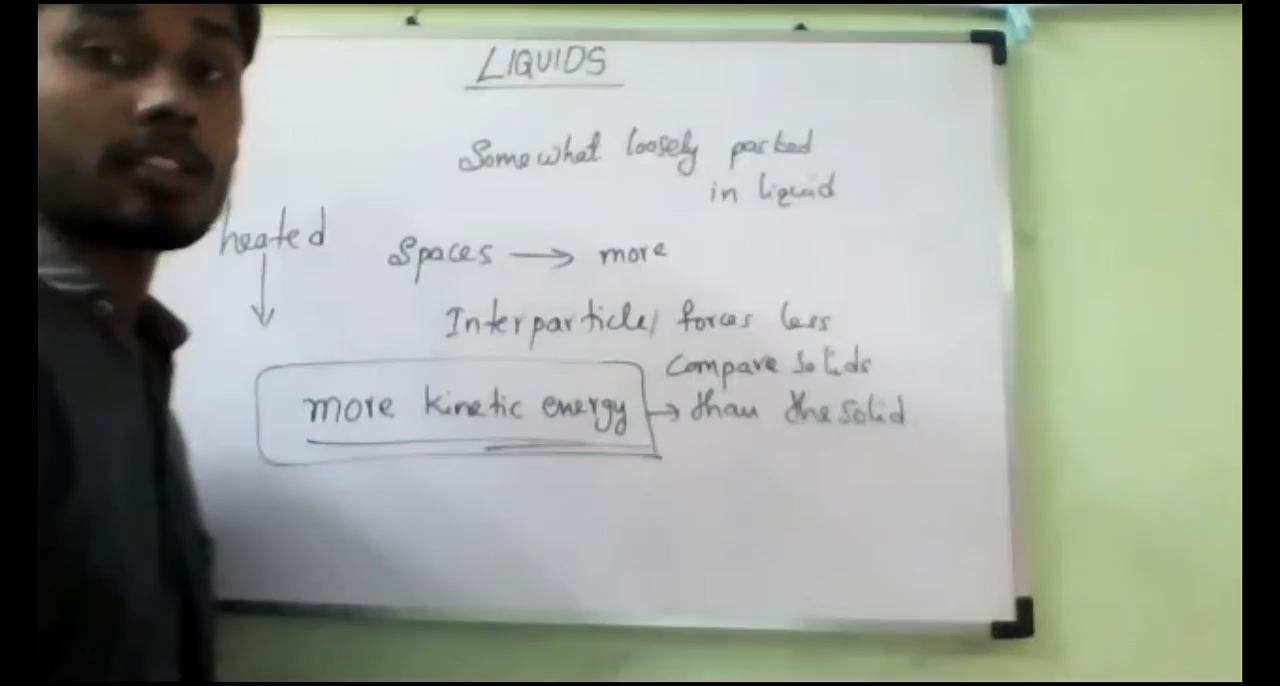 LIQUIDS
Somewhat loosely packed
in liquid
heated
Spaces → more
Interparticle forces less
Compare solids
more kinetic energy → than the solid